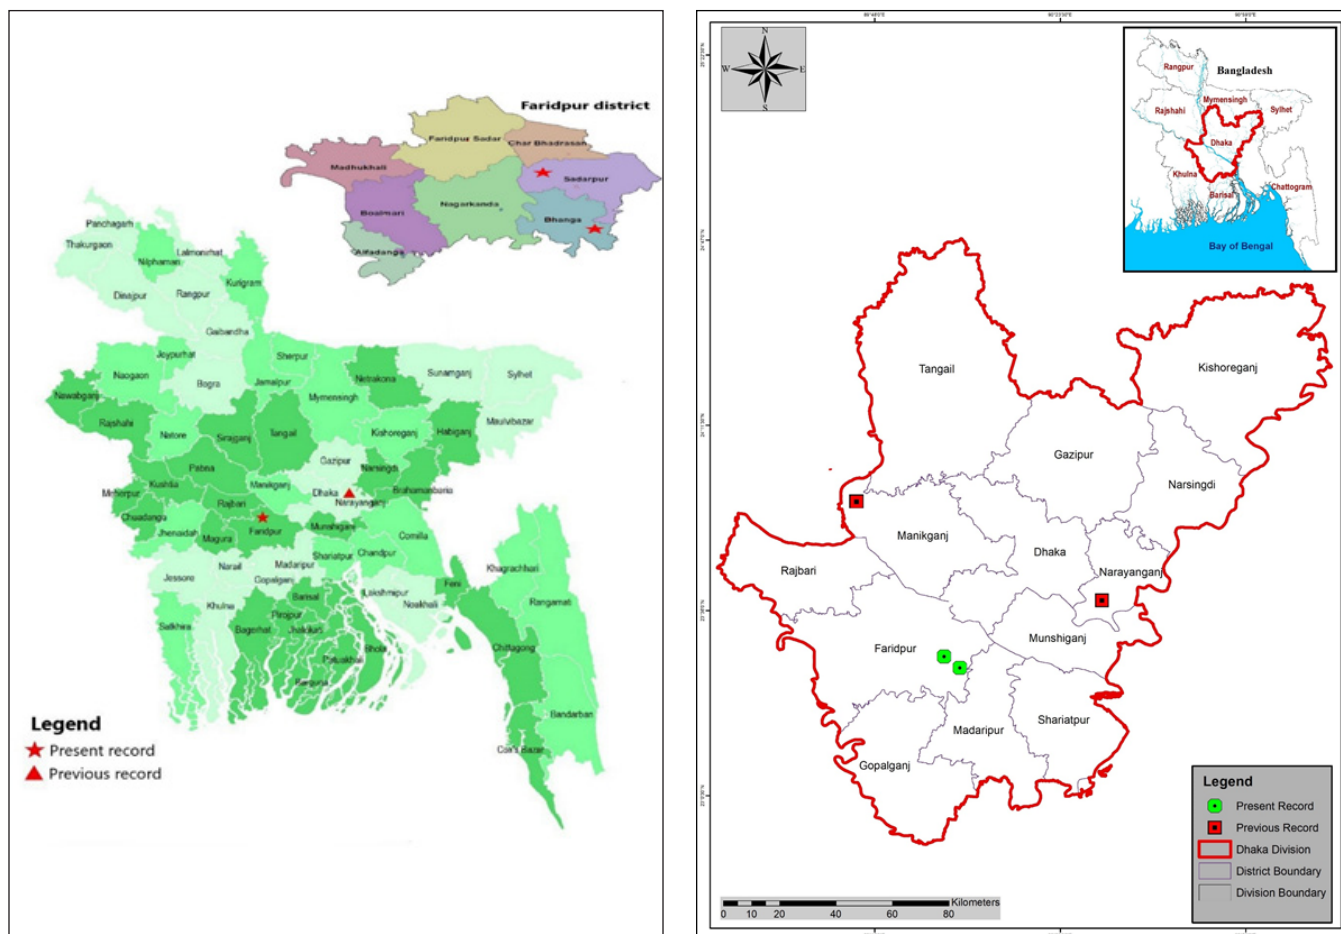 Faridpur district
Faridpur Sadar
Char Bhadrasan
Madhukhali
Sadarpur
Boalmari
Nagarkanda
Bhanga
Alfadanga
Panchagarh
Thakurgaon
Lalmonirhat
Nilphamari
Kurigram
Dinajpur
Rangpur
Gaibandha
Joypurhat
Sherpur
Naogaon
Bogra
Jamalpur
Netrakona
Sunamganj
Sylhet
Nawabganj
Mymensingh
Maulvibazar
Rajshahi
Natore
Sirajganj
Tangail
Kishoreganj
Habiganj
Gazipur
Pabna
Narsingdi
Kushtia
Manikganj
Dhaka
Meherpur
Rajbari
Narayanganj
Brahamanbaria
Chuadanga
Jhenaidah
Magura
Faridpur
Munshiganj
Comilla
Shariatpur
Chandpur
Jessore
Narail
Madaripur
Gopalganj
Khagrachhari
Khulna
Barisal
Lakshmipur
Feni
Noakhali
Rangamati
Satkhira
Bagerhat
Pirojpur
Jhalokati
Patuakhali
Bhola
Barguna
Chittagong
Bandarban
Cox's Bazar
Legend
Present record
Previous record
N
W E
S
Bangladesh
Rangpur
Rajshahi
Mymensingh
Sylhet
Dhaka
Khulna
Barisal
Chattogram
Bay of Bengal
Tangail
Kishoreganj
Gazipur
Narsingdi
Manikganj
Dhaka
Rajbari
Narayanganj
Munshiganj
Faridpur
Shariatpur
Madaripur
Gopalganj
Legend
Present Record
Previous Record
Dhaka Division
District Boundary
Division Boundary
Kilometers
0 10 20 40 60 80